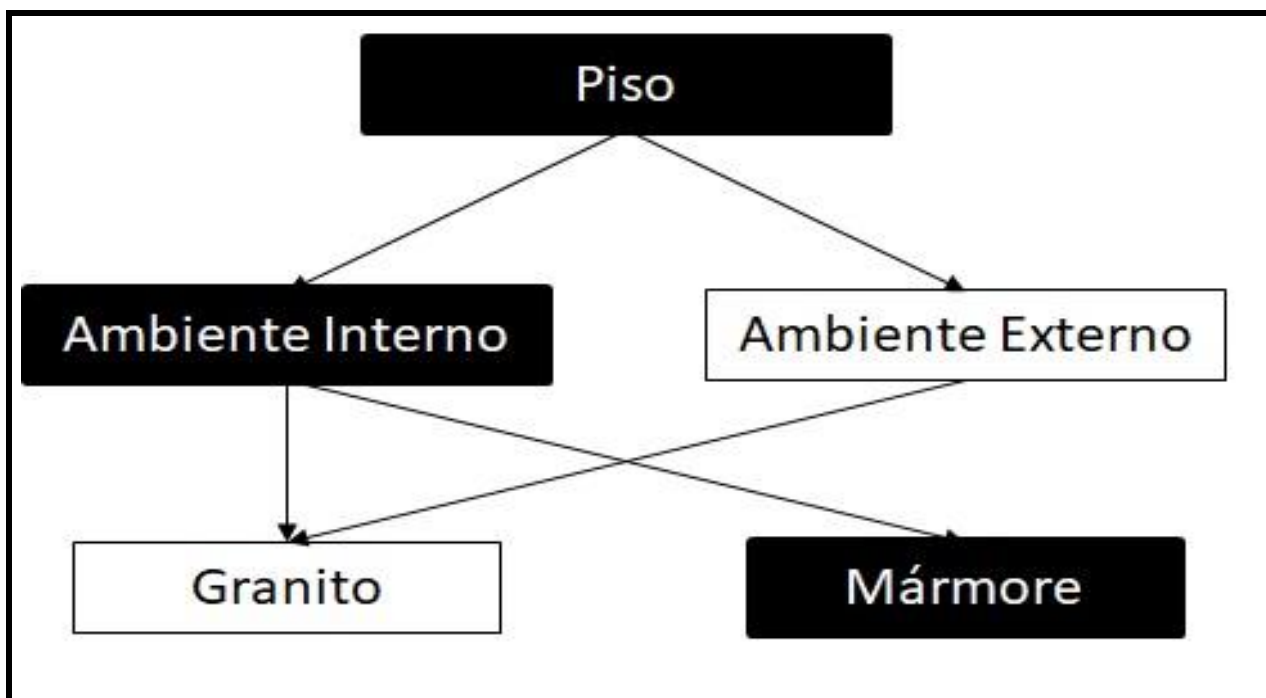 Piso
Ambiente Interno
Ambiente Externo
Granito
Mármore